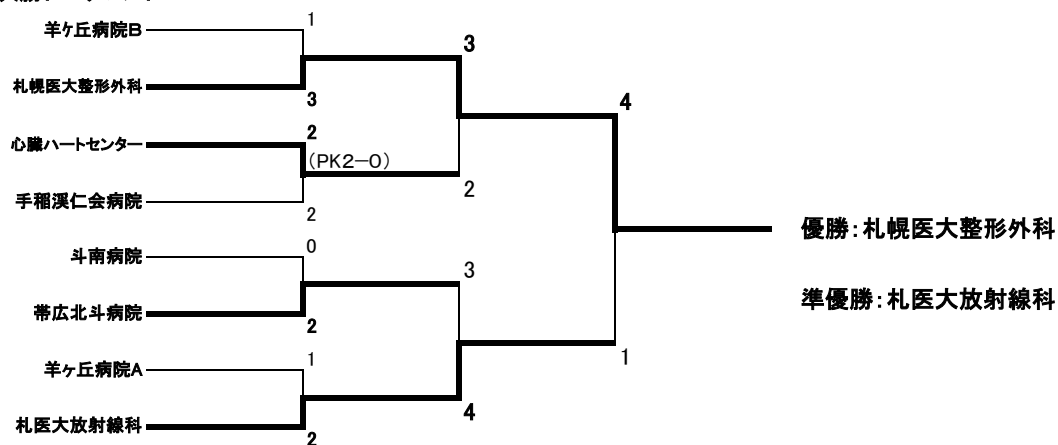 羊ケ丘病院B
1
3
札幌医大整形外科
3
4
心臓ハートセンター
2
(PK2－0)
2
手稲渓仁会病院
2
優勝：札幌医大整形外科
斗南病院
0
3
準優勝：札医大放射線科
帯広北斗病院
2
1
羊ヶ丘病院A
1
4
札医大放射線科
2